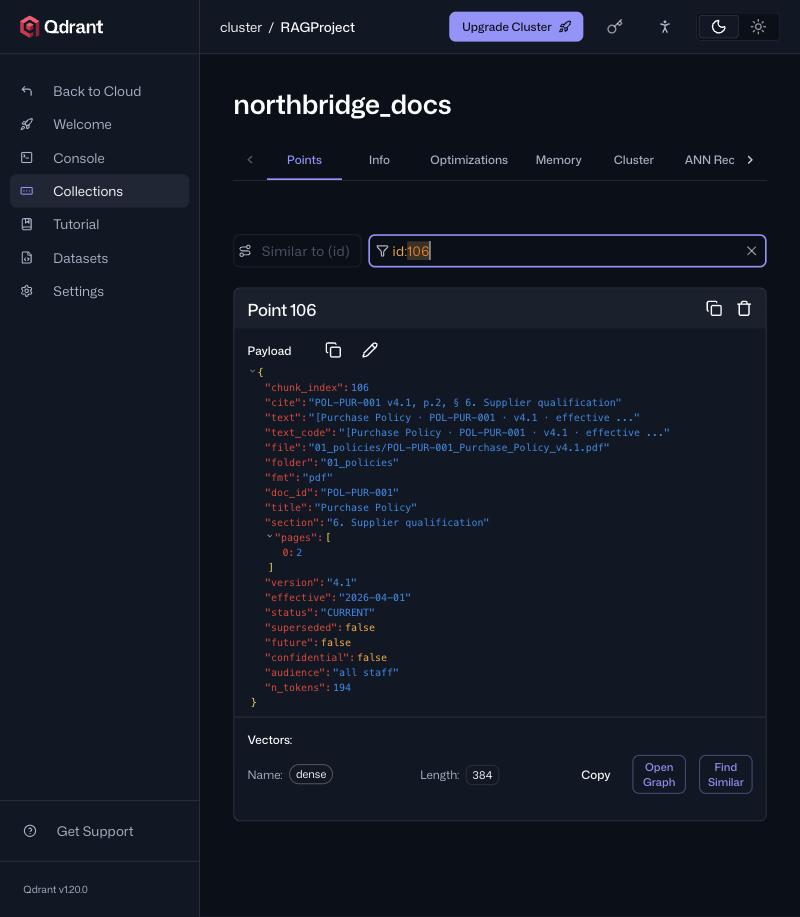 Qdrant
cluster / RAGProject
Upgrade Cluster
Back to Cloud
Welcome
Console
Collections
Tutorial
Datasets
Settings
Get Support
Qdrant v1.20.0
northbridge_docs
Points Info Optimizations Memory Cluster ANN Rec
Similar to (id)
id:106
Point 106
Payload
{
"chunk_index":106
"cite":"POL-PUR-001 v4.1, p.2, § 6. Supplier qualification"
"text":"[Purchase Policy · POL-PUR-001 · v4.1 · effective ..."
"text_code":"[Purchase Policy · POL-PUR-001 · v4.1 · effective ..."
"file":"01_policies/POL-PUR-001_Purchase_Policy_v4.1.pdf"
"folder":"01_policies"
"fmt":"pdf"
"doc_id":"POL-PUR-001"
"title":"Purchase Policy"
"section":"6. Supplier qualification"
"pages":[
0:2
]
"version":"4.1"
"effective":"2026-04-01"
"status":"CURRENT"
"superseded":false
"future":false
"confidential":false
"audience":"all staff"
"n_tokens":194
}
Vectors:
Name: dense Length: 384 Copy
Open
Graph
Find
Similar